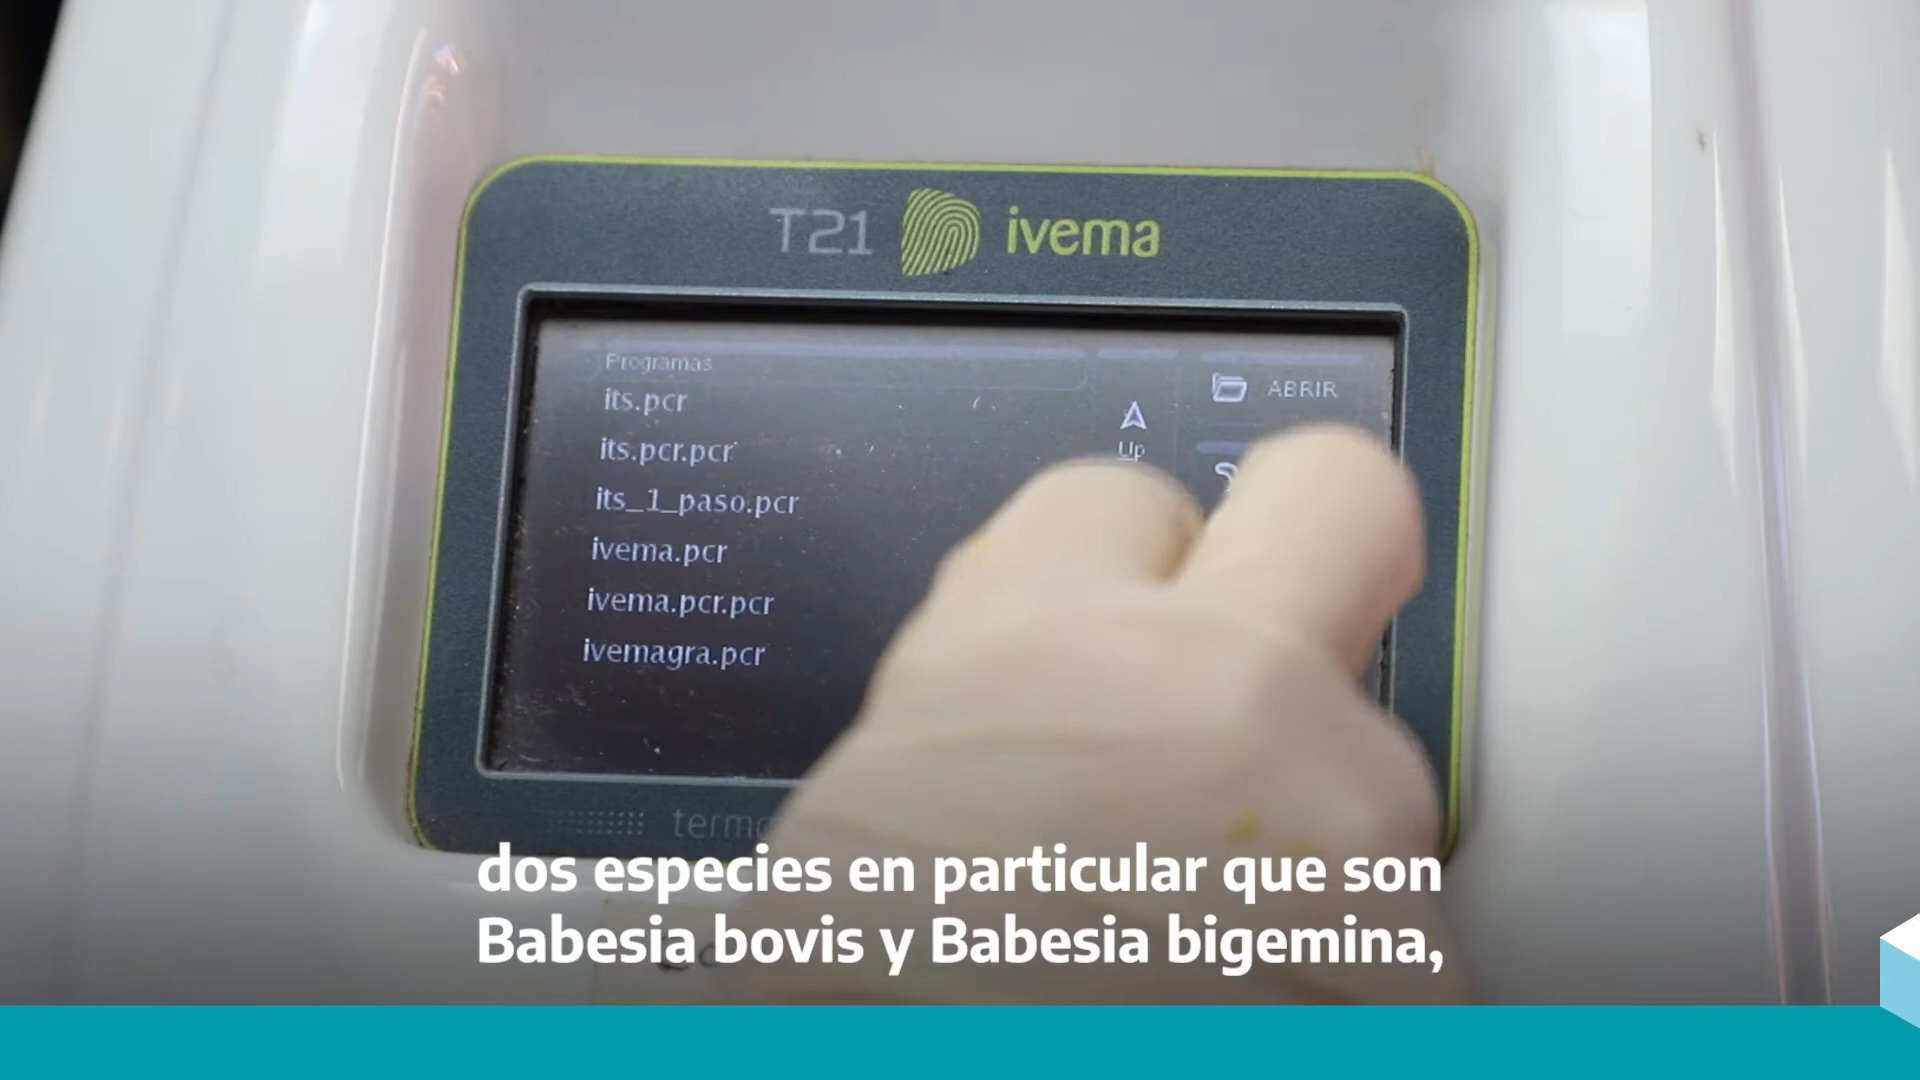 T21 ivema
Programas
ABRIR
its.pcr
Up
its.pcr.pcr
its_1_paso.pcr
ivema.pcr
ivema.pcr.pcr
ivemagra.pcr
dos especies en particular que son
Babesia bovis y Babesia bigemina,